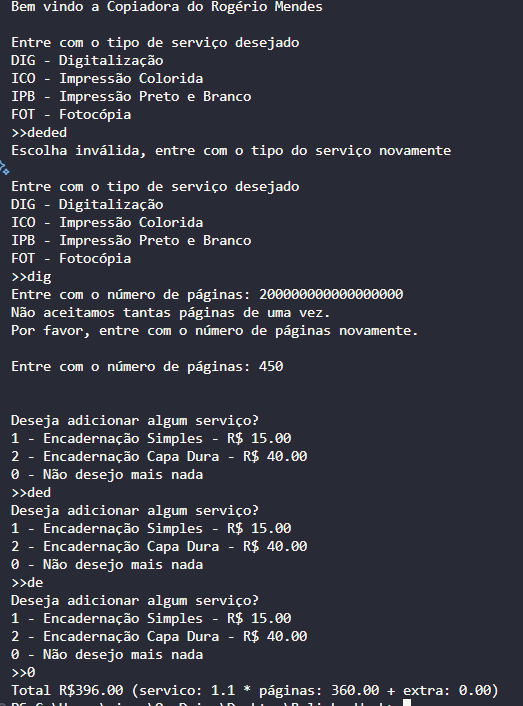 Bem vindo a Copiadora do Rogério Mendes
Entre com o tipo de serviço desejado
DIG - Digitalização
ICO - Impressão Colorida
IPB - Impressão Preto e Branco
FOT - Fotocópia
>>deded
Escolha inválida, entre com o tipo do serviço novamente
Entre com o tipo de serviço desejado
DIG - Digitalização
ICO - Impressão Colorida
IPB - Impressão Preto e Branco
FOT - Fotocópia
>>dig
Entre com o número de páginas: 200000000000000000
Não aceitamos tantas páginas de uma vez.
Por favor, entre com o número de páginas novamente.
Entre com o número de páginas: 450
Deseja adicionar algum serviço?
1 - Encadernação Simples - R$ 15.00
2 - Encadernação Capa Dura - R$ 40.00
0 - Não desejo mais nada
>>ded
Deseja adicionar algum serviço?
1 - Encadernação Simples - R$ 15.00
2 - Encadernação Capa Dura - R$ 40.00
0 - Não desejo mais nada
>>de
Deseja adicionar algum serviço?
1 - Encadernação Simples - R$ 15.00
2 - Encadernação Capa Dura - R$ 40.00
0 - Não desejo mais nada
>>0
Total R$396.00 (servico: 1.1 * páginas: 360.00 + extra: 0.00)